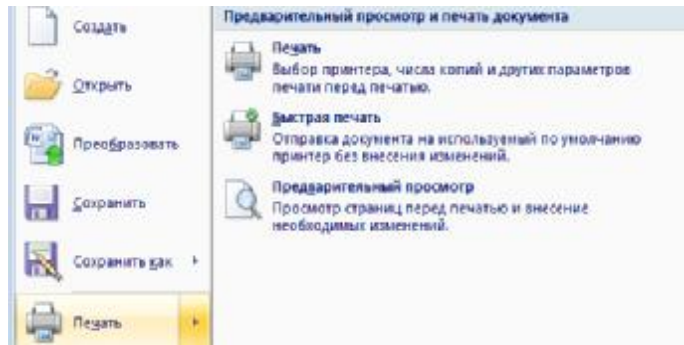 Создать
Открыть
Преобразовать
Сохранить
Сохранить как
Печать
Предварительный просмотр и печать документа
Печать
Выбор принтера, числа копий и других параметров
печати перед печатью.
Быстрая печать
Отправка документа на используемый по умолчанию
принтер без внесения изменений.
Предварительный просмотр
Просмотр страниц перед печатью и внесение
необходимых изменений.